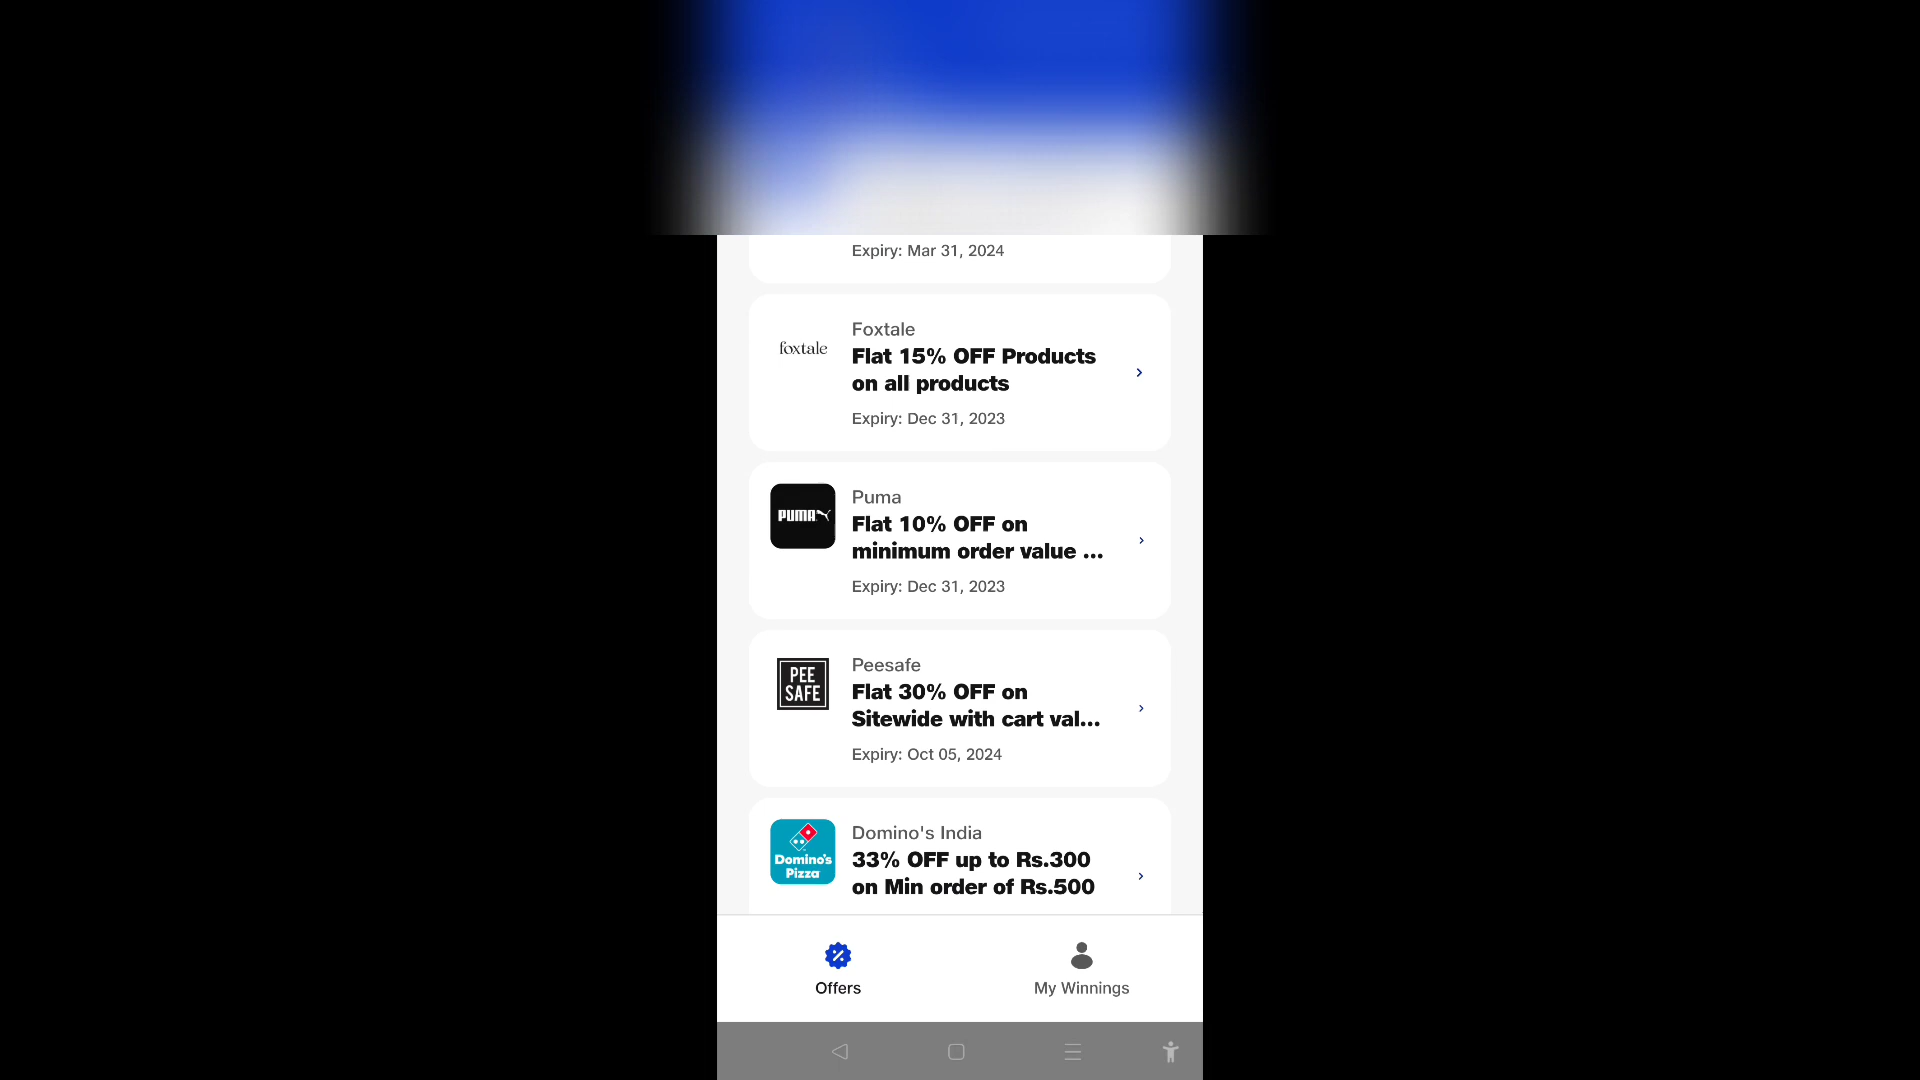 Expiry: Mar 31, 2024
foxtale
Foxtale
Flat 15% OFF Products
on all products
Expiry: Dec 31, 2023
PUMA
Puma
Flat 10% OFF on
minimum order value ...
Expiry: Dec 31, 2023
PEE
SAFE
Peesafe
Flat 30% OFF on
Sitewide with cart val...
Expiry: Oct 05, 2024
Domino's
Pizza
Domino's India
33% OFF up to Rs.300
on Min order of Rs.500
Offers
My Winnings